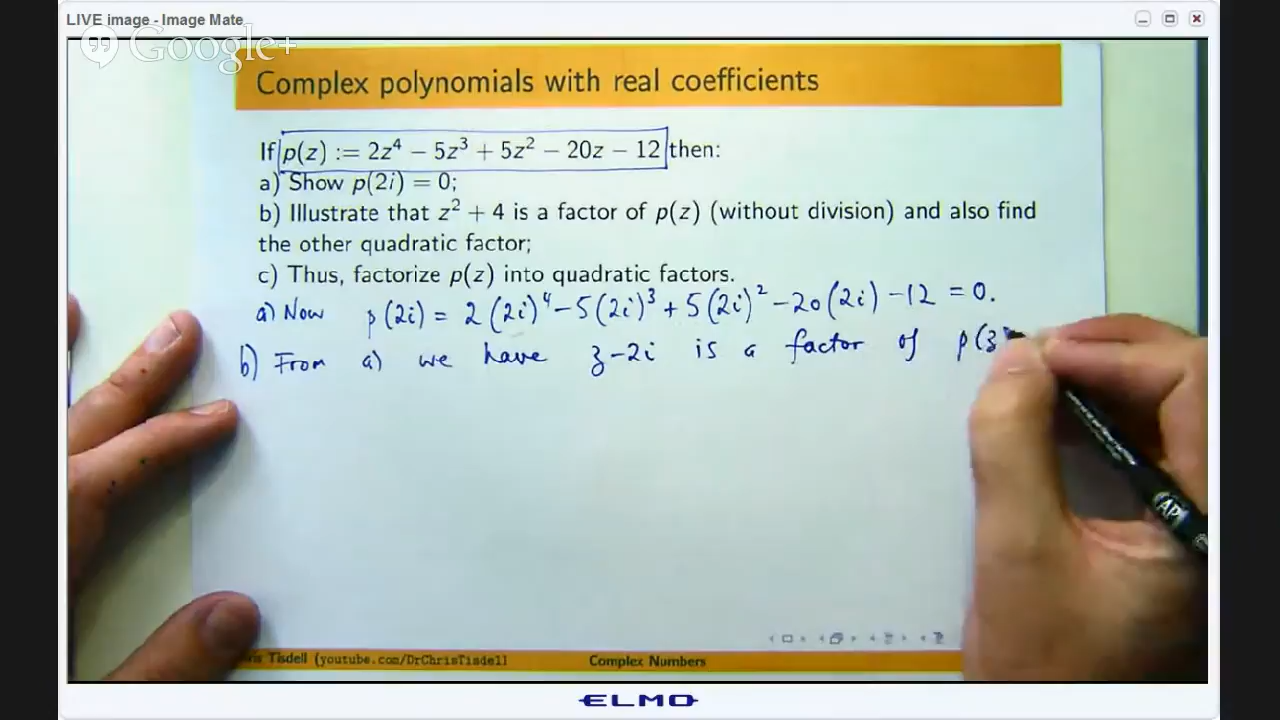 LIVE image - Image Mate
Google+
Complex polynomials with real coefficients
If p(z) := 2z⁴ − 5z³ + 5z² − 20z − 12 then:
a) Show p(2i) = 0;
b) Illustrate that z² + 4 is a factor of p(z) (without division) and also find
the other quadratic factor;
c) Thus, factorize p(z) into quadratic factors.
a) Now p(2i) = 2(2i)⁴ − 5(2i)³ + 5(2i)² − 20(2i) − 12 = 0.
b) From a) we have z − 2i is a factor of p(z)
Tisdell (youtube.com/DrChrisTisdell Complex Numbers
AP
ELMO